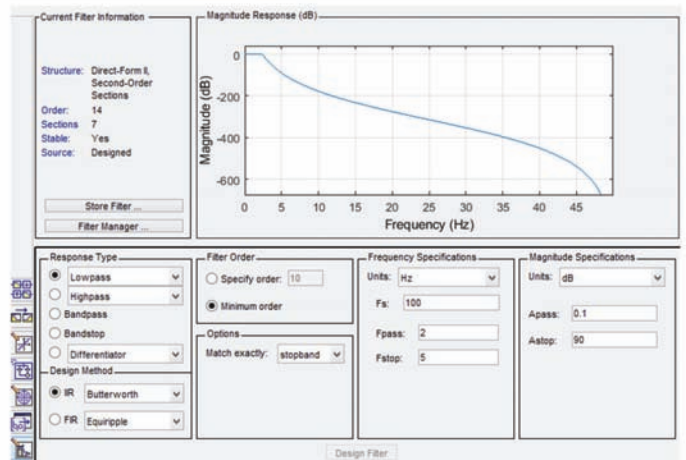 Current Filter Information
Structure: Direct-Form II,
Second-Order
Sections
Order: 14
Sections 7
Stable: Yes
Source: Designed
Store Filter ...
Filter Manager ...
Magnitude Response (dB)
Magnitude (dB)
0
-200
-400
-600
0 5 10 15 20 25 30 35 40 45
Frequency (Hz)
Response Type
Lowpass
Highpass
Bandpass
Bandstop
Differentiator
Design Method
IIR Butterworth
FIR Equiripple
Filter Order
Specify order: 10
Minimum order
Options
Match exactly: stopband
Frequency Specifications
Units: Hz
Fs: 100
Fpass: 2
Fstop: 5
Magnitude Specifications
Units: dB
Apass: 0.1
Astop: 90
Design Filter